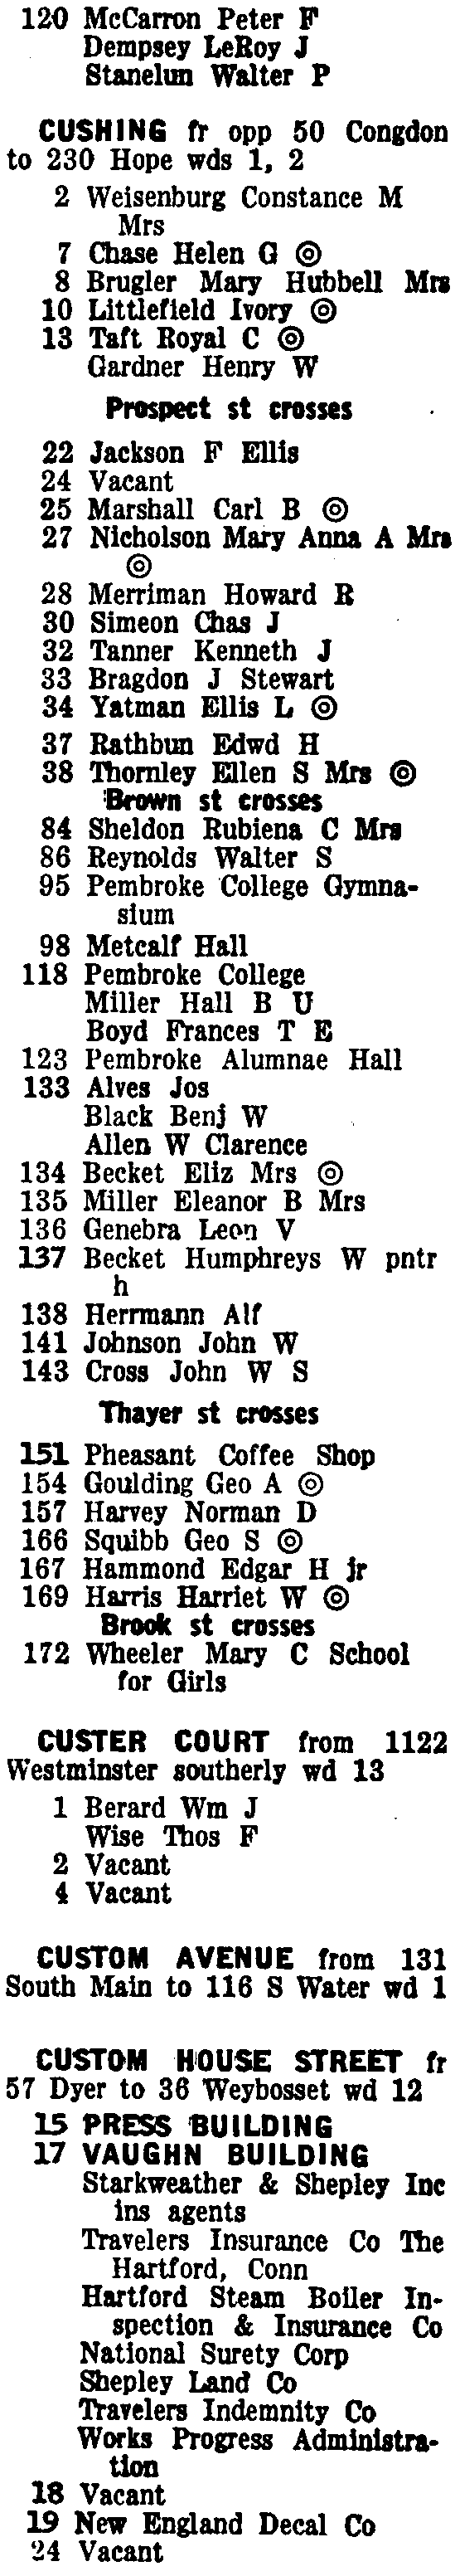 120 McCarron Peter F
Dempsey LeRoy J
Stanelun Walter P
CUSHING fr opp 50 Congdon
to 230 Hope wds 1, 2
2 Weisenburg Constance M
Mrs
7 Chase Helen G ◎
8 Brugler Mary Hubbell Mrs
10 Littlefield Ivory ◎
13 Taft Royal C ◎
Gardner Henry W
Prospect st crosses
22 Jackson F Ellis
24 Vacant
25 Marshall Carl B ◎
27 Nicholson Mary Anna A Mrs
◎
28 Merriman Howard R
30 Simeon Chas J
32 Tanner Kenneth J
33 Bragdon J Stewart
34 Yatman Ellis L ◎
37 Rathbun Edwd H
38 Thornley Ellen S Mrs ◎
Brown st crosses
84 Sheldon Rubiena C Mrs
86 Reynolds Walter S
95 Pembroke College Gymna-
sium
98 Metcalf Hall
118 Pembroke College
Miller Hall B U
Boyd Frances T E
123 Pembroke Alumnae Hall
133 Alves Jos
Black Benj W
Allen W Clarence
134 Becket Eliz Mrs ◎
135 Miller Eleanor B Mrs
136 Genebra Leon V
137 Becket Humphreys W pntr
h
138 Herrmann Alf
141 Johnson John W
143 Cross John W S
Thayer st crosses
151 Pheasant Coffee Shop
154 Goulding Geo A ◎
157 Harvey Norman D
166 Squibb Geo S ◎
167 Hammond Edgar H jr
169 Harris Harriet W ◎
Brook st crosses
172 Wheeler Mary C School
for Girls
CUSTER COURT from 1122
Westminster southerly wd 13
1 Berard Wm J
Wise Thos F
2 Vacant
4 Vacant
CUSTOM AVENUE from 131
South Main to 116 S Water wd 1
CUSTOM HOUSE STREET fr
57 Dyer to 36 Weybosset wd 12
15 PRESS BUILDING
17 VAUGHN BUILDING
Starkweather & Shepley Inc
ins agents
Travelers Insurance Co The
Hartford, Conn
Hartford Steam Boiler In-
spection & Insurance Co
National Surety Corp
Shepley Land Co
Travelers Indemnity Co
Works Progress Administra-
tion
18 Vacant
19 New England Decal Co
24 Vacant